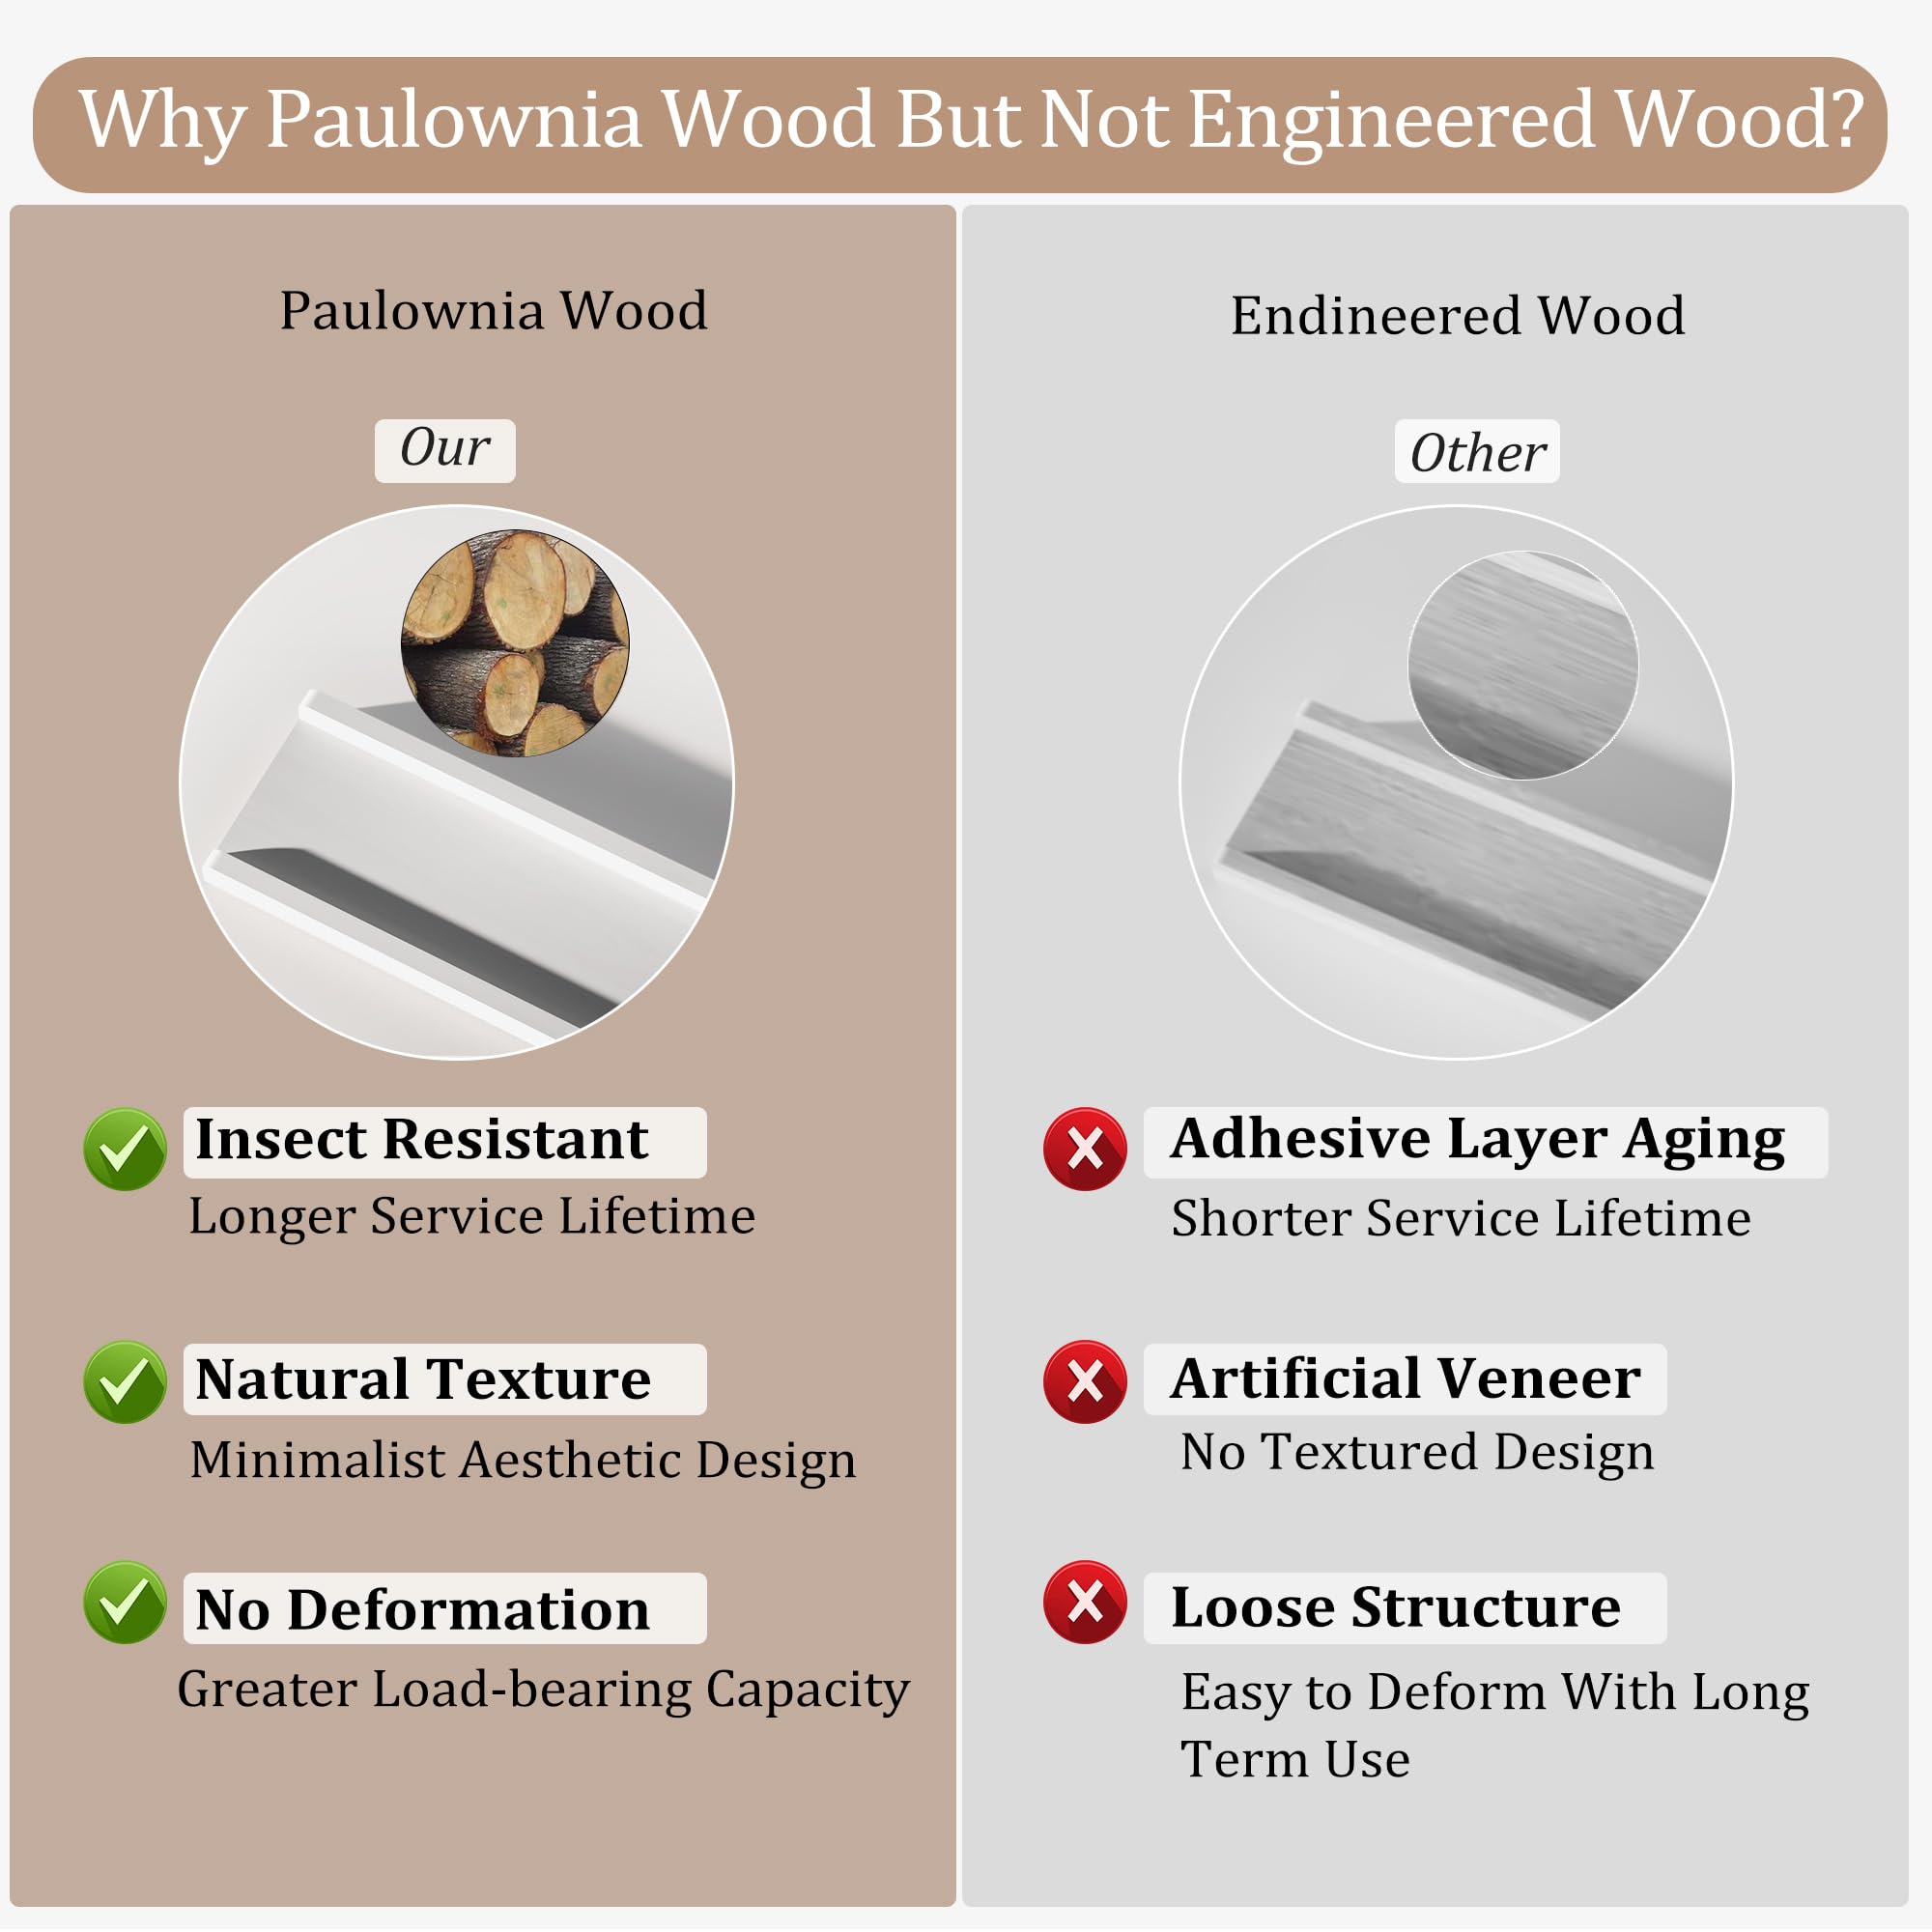 Why Paulownia Wood But Not Engineered Wood?
Paulownia Wood
Our
Insect Resistant
Longer Service Lifetime
Natural Texture
Minimalist Aesthetic Design
No Deformation
Greater Load-bearing Capacity
Endineered Wood
Other
Adhesive Layer Aging
Shorter Service Lifetime
Artificial Veneer
No Textured Design
Loose Structure
Easy to Deform With Long
Term Use